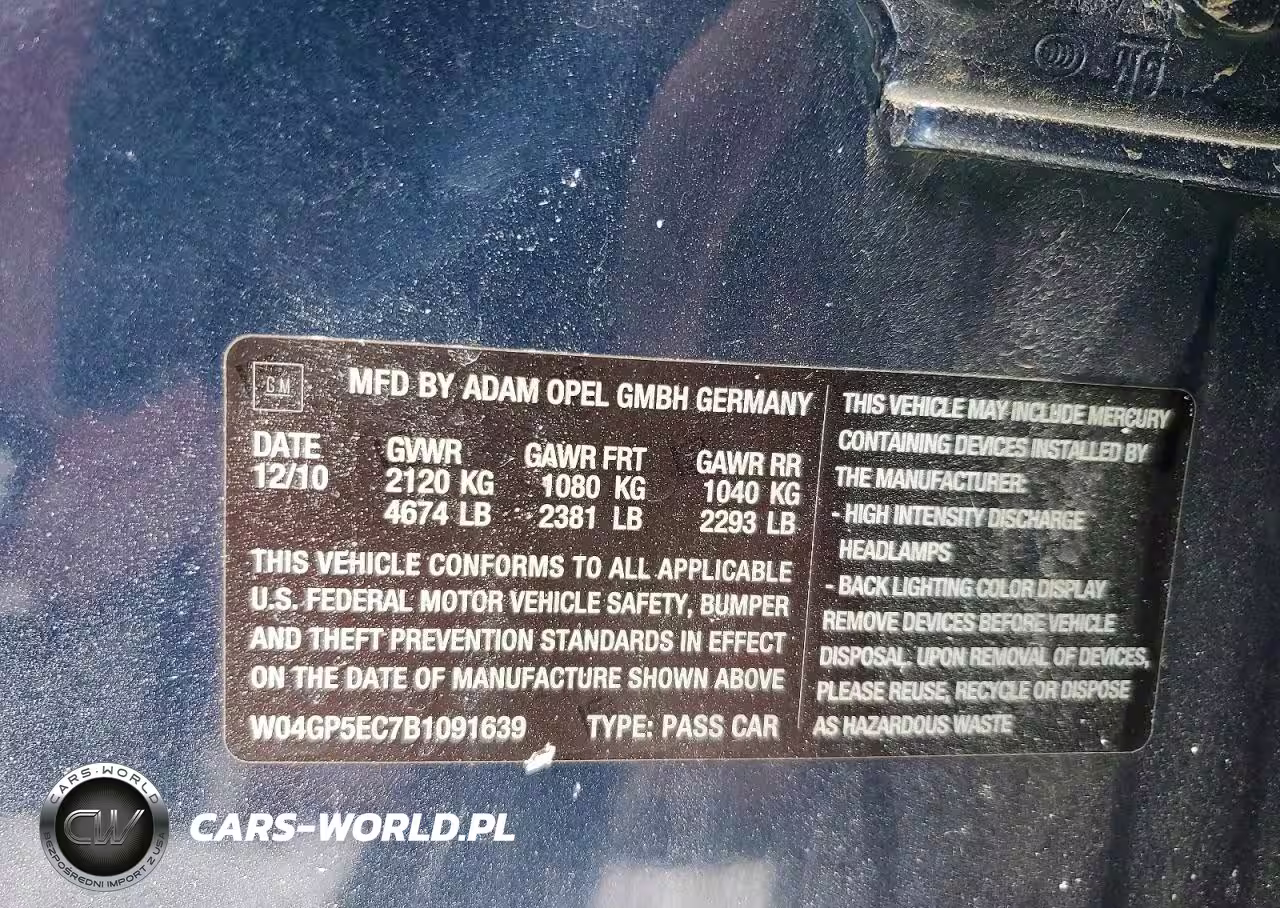 GM
MFD BY ADAM OPEL GMBH GERMANY
DATE GVWR GAWR FRT GAWR RR
12/10 2120 KG 1080 KG 1040 KG
4674 LB 2381 LB 2293 LB
THIS VEHICLE CONFORMS TO ALL APPLICABLE
U.S. FEDERAL MOTOR VEHICLE SAFETY, BUMPER
AND THEFT PREVENTION STANDARDS IN EFFECT
ON THE DATE OF MANUFACTURE SHOWN ABOVE
W04GP5EC7B1091639 TYPE: PASS CAR
THIS VEHICLE MAY INCLUDE MERCURY
CONTAINING DEVICES INSTALLED BY
THE MANUFACTURER:
- HIGH INTENSITY DISCHARGE
HEADLAMPS
- BACK LIGHTING COLOR DISPLAY
REMOVE DEVICES BEFORE VEHICLE
DISPOSAL. UPON REMOVAL OF DEVICES,
PLEASE REUSE, RECYCLE OR DISPOSE
AS HAZARDOUS WASTE
CARS-WORLD
CW
BEZPOŚREDNI IMPORT Z USA
CARS-WORLD.PL